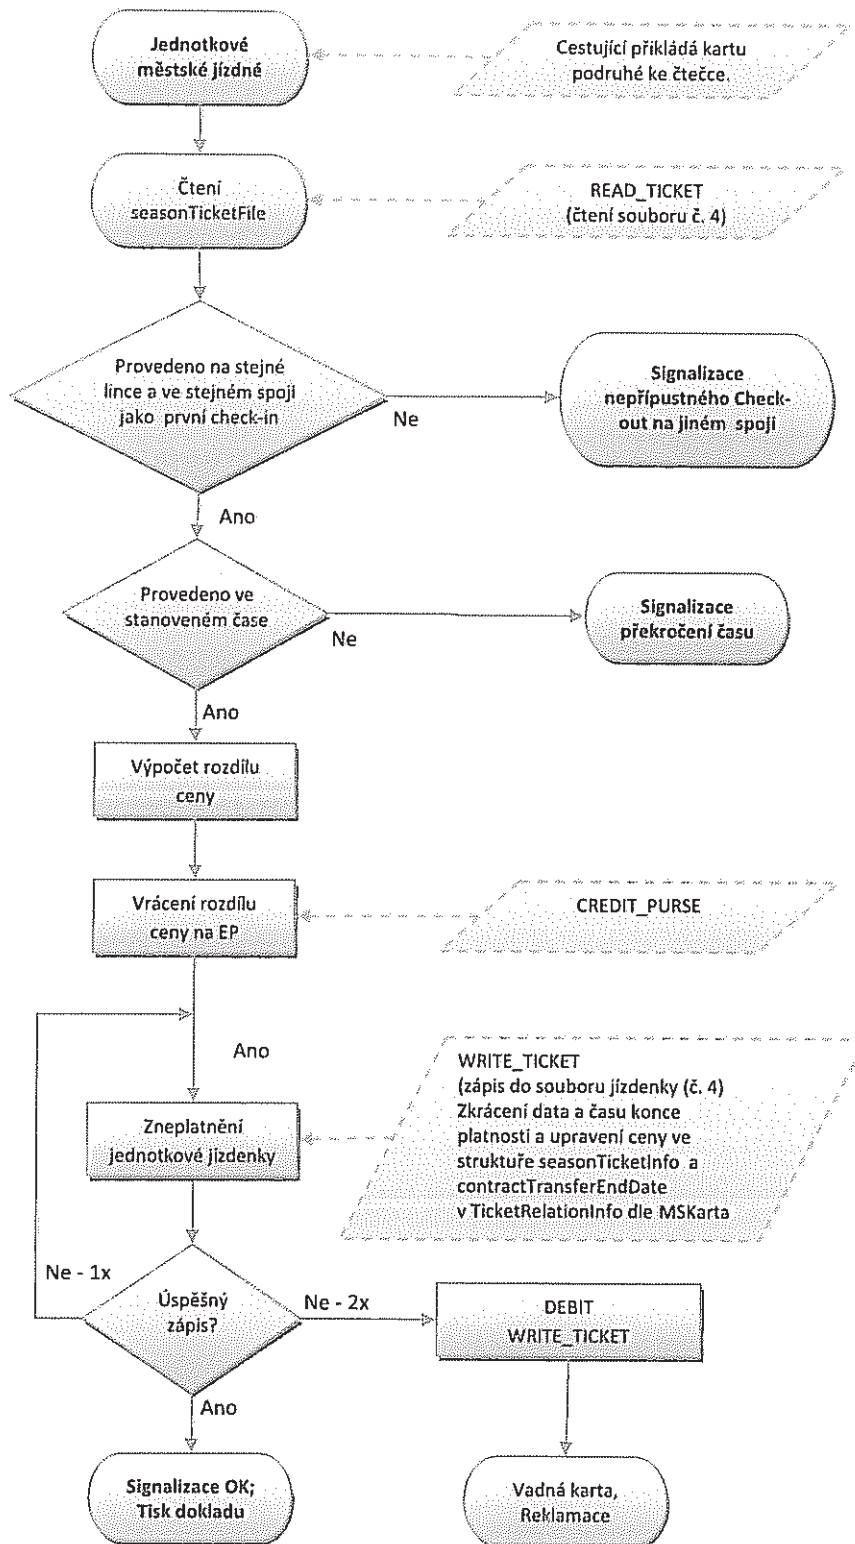 Jednotkové
městské jízdné
Cestující přikládá kartu
podruhé ke čtečce.
Čtení
seasonTicketFile
READ_TICKET
(čtení souboru č. 4)
Provedeno na stejné
lince a ve stejném spoji
jako první check-in
Ne
Signalizace
nepřípustného Check-
out na jiném spoji
Ano
Provedeno ve
stanoveném čase
Ne
Signalizace
překročení času
Ano
Výpočet rozdílu
ceny
Vrácení rozdílu
ceny na EP
CREDIT_PURSE
Ano
WRITE_TICKET
(zápis do souboru jízdenky (č. 4)
Zkrácení data a času konce
platnosti a upravení ceny ve
struktuře seasonTicketInfo a
contractTransferEndDate
v TicketRelationInfo dle MSKarta
Zneplatnění
jednotkové jízdenky
Ne - 1x
Úspěšný
zápis?
Ne - 2x
DEBIT
WRITE_TICKET
Ano
Signalizace OK;
Tisk dokladu
Vadná karta,
Reklamace